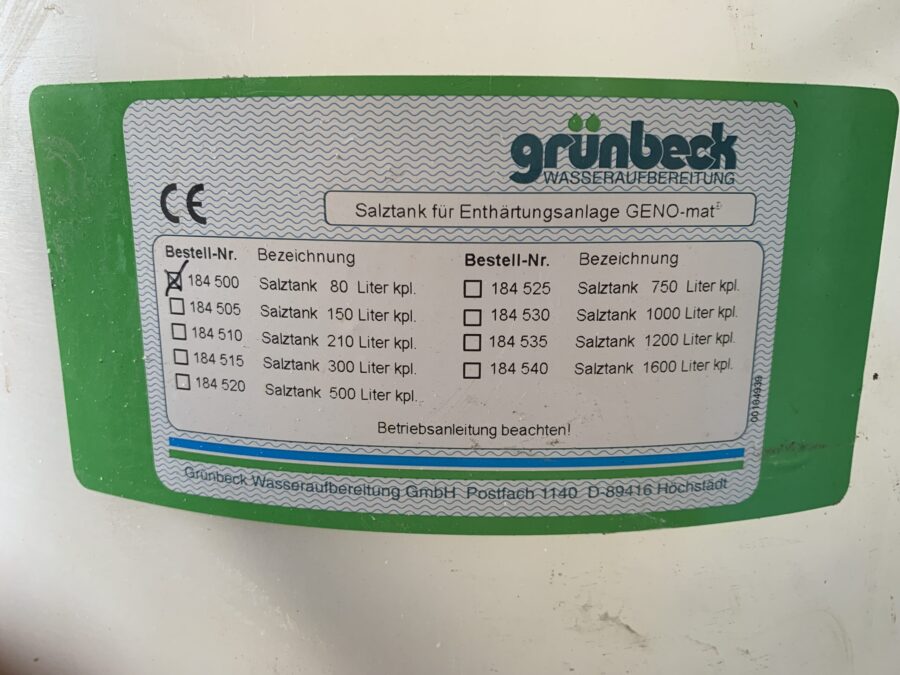 grünbeck
WASSERAUFBEREITUNG
CE
Salztank für Enthärtungsanlage GENO-mat®
Bestell-Nr. Bezeichnung
184 500 Salztank 80 Liter kpl.
184 505 Salztank 150 Liter kpl.
184 510 Salztank 210 Liter kpl.
184 515 Salztank 300 Liter kpl.
184 520 Salztank 500 Liter kpl.
Bestell-Nr. Bezeichnung
184 525 Salztank 750 Liter kpl.
184 530 Salztank 1000 Liter kpl.
184 535 Salztank 1200 Liter kpl.
184 540 Salztank 1600 Liter kpl.
00184939
Betriebsanleitung beachten!
Grünbeck Wasseraufbereitung GmbH Postfach 1140 D-89416 Höchstädt